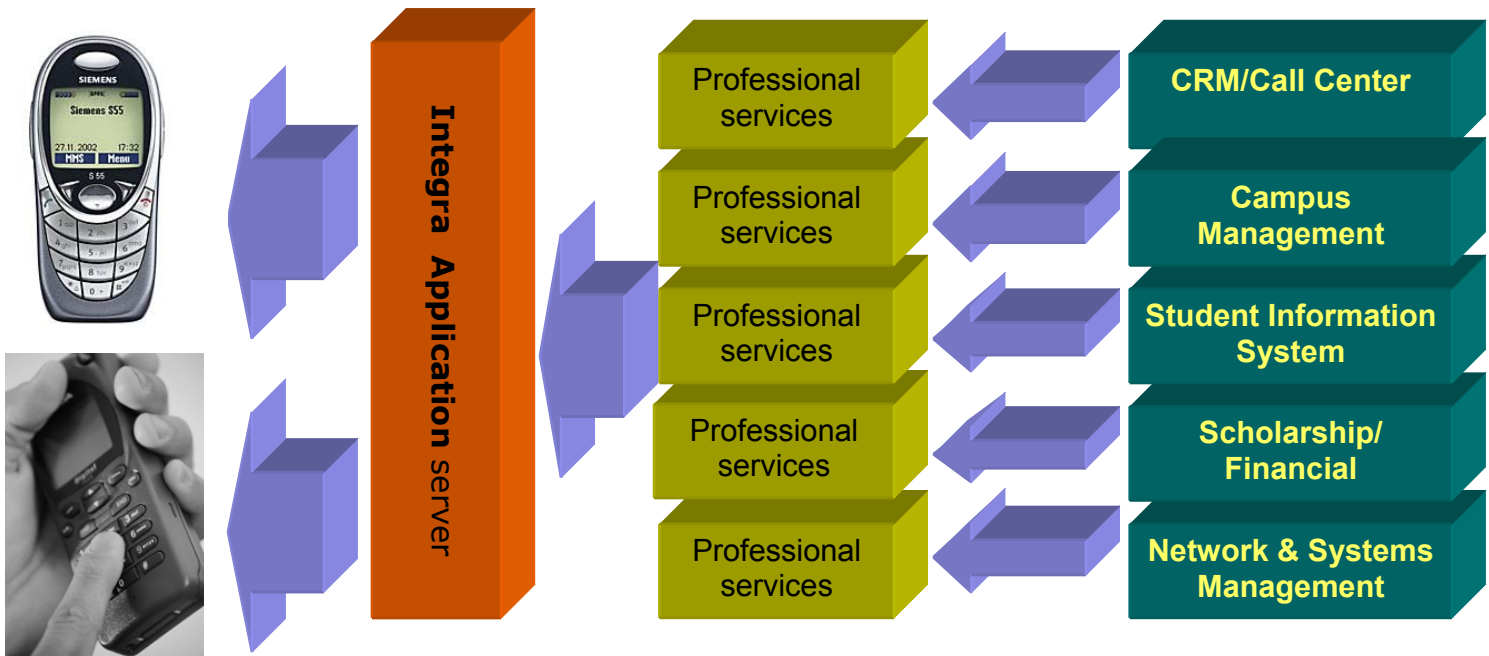 SIEMENS
Siemens S55
27.11.2002 17:32
MMS Menu
S 55
Integra Application server
Professional
services
Professional
services
Professional
services
Professional
services
Professional
services
CRM/Call Center
Campus
Management
Student Information
System
Scholarship/
Financial
Network & Systems
Management